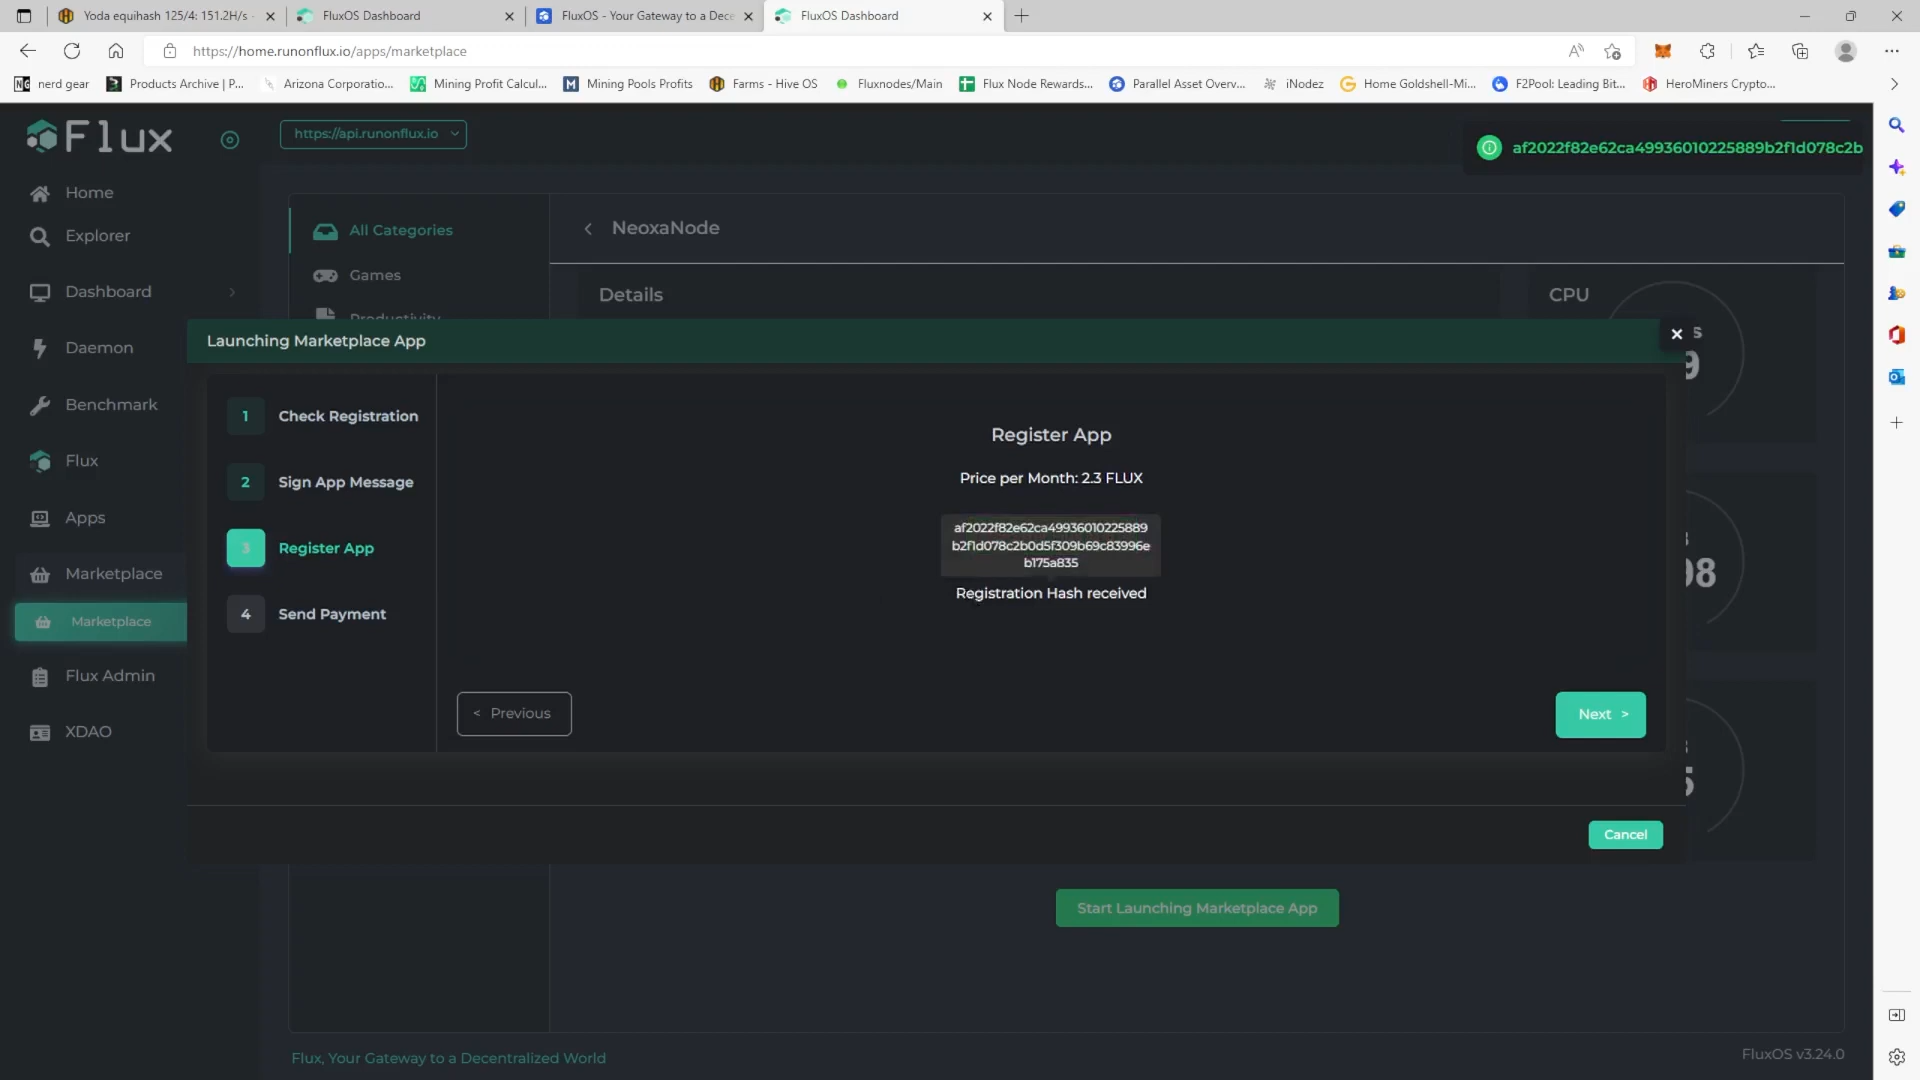 Yoda equihash 125/4: 151.2H/s -
FluxOS Dashboard
FluxOS - Your Gateway to a Dece
FluxOS Dashboard
https://home.runonflux.io/apps/marketplace
nerd gear
Products Archive | P...
Arizona Corporatio...
Mining Profit Calcul...
Mining Pools Profits
Farms - Hive OS
Fluxnodes/Main
Flux Node Rewards...
Parallel Asset Overv...
iNodez
Home Goldshell-Mi...
F2Pool: Leading Bit...
HeroMiners Crypto...
Flux
https://api.runonflux.io
af2022f82e62ca49936010225889b2f1d078c2b
Home
Explorer
Dashboard
Daemon
Benchmark
Flux
Apps
Marketplace
Marketplace
Flux Admin
XDAO
All Categories
Games
Productivity
NeoxaNode
Details
CPU
Launching Marketplace App
1 Check Registration
2 Sign App Message
3 Register App
4 Send Payment
Register App
Price per Month: 2.3 FLUX
af2022f82e62ca49936010225889
b2f1d078c2b0d5f309b69c83996e
b175a835
Registration Hash received
< Previous
Next >
Cancel
Start Launching Marketplace App
Flux, Your Gateway to a Decentralized World
FluxOS v3.24.0